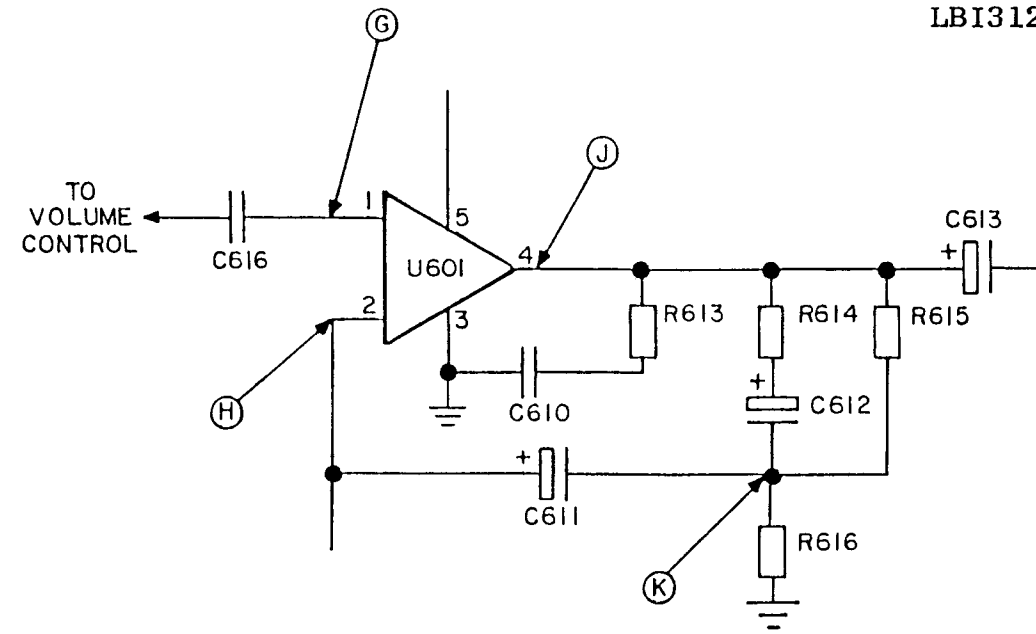 LBI312
G
J
TO
VOLUME
CONTROL
C616
1
5
U601
4
2
3
C613
+
R613
R614
R615
H
C610
+
C612
+
C611
K
R616